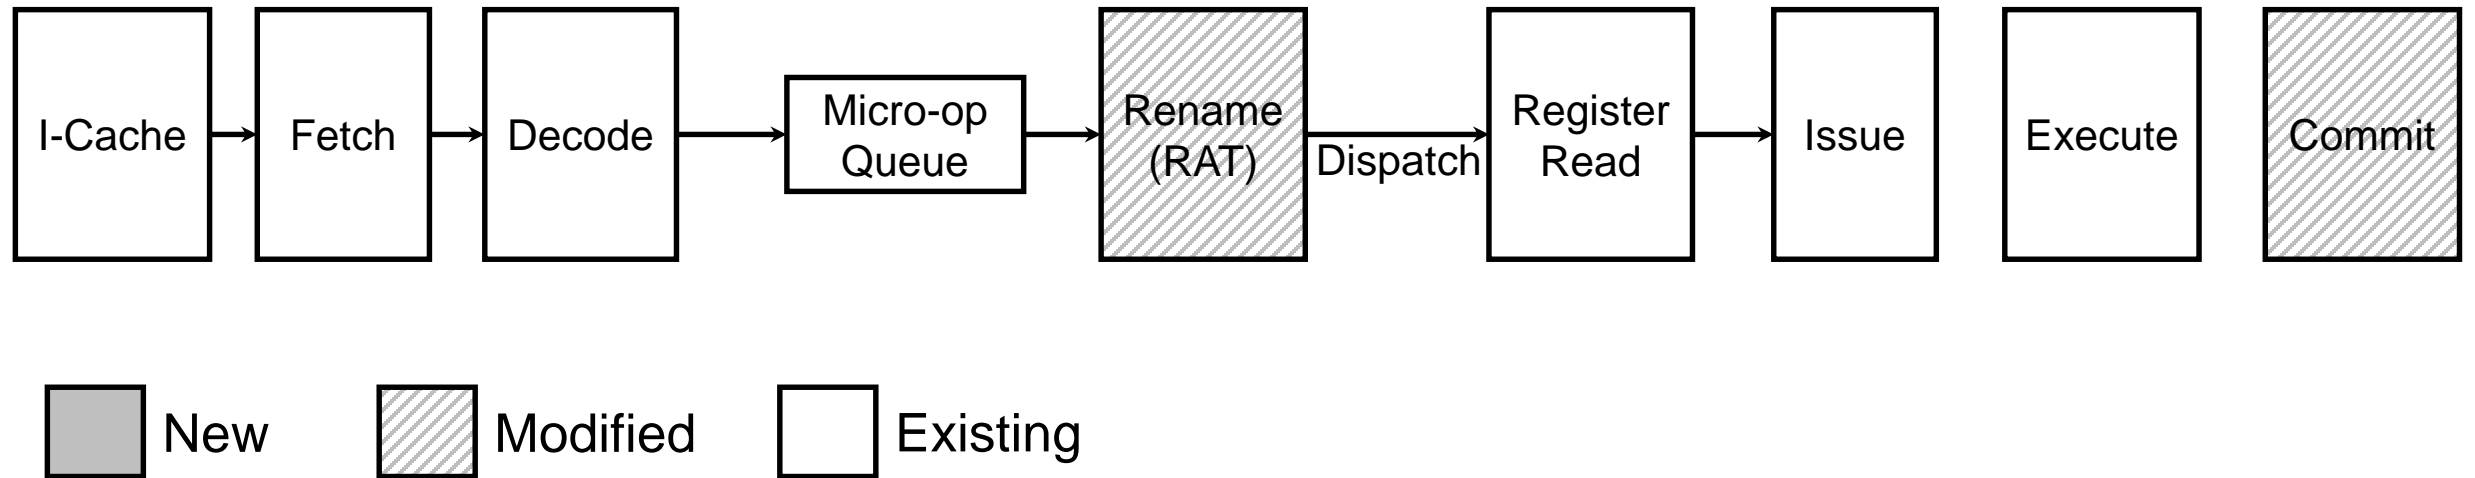 I-Cache
Fetch
Decode
Micro-op
Queue
Rename
(RAT)
Dispatch
Register
Read
Issue
Execute
Commit
New
Modified
Existing